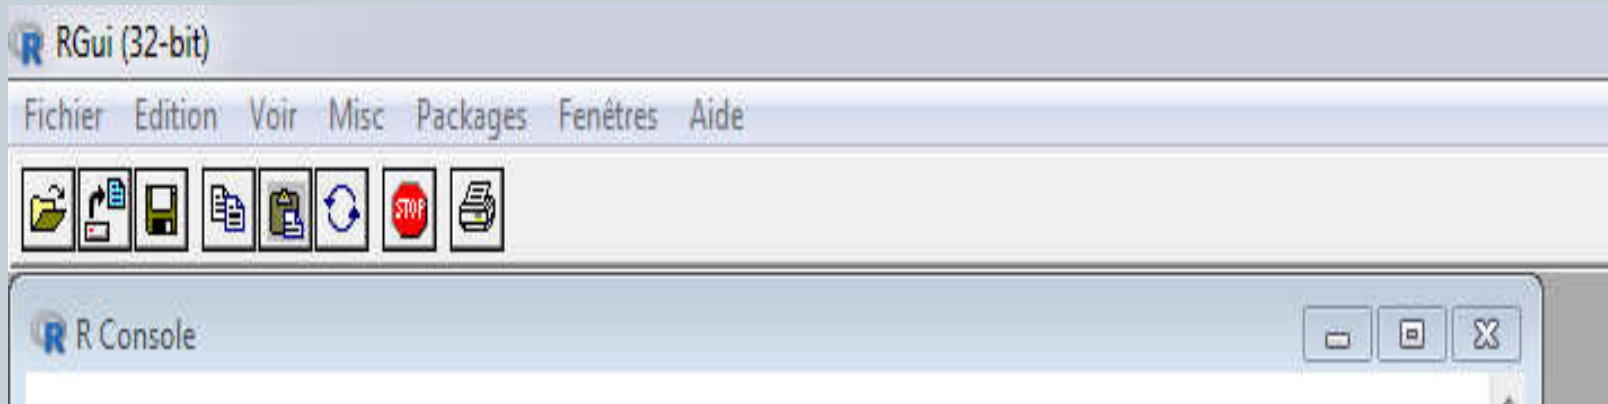 RGui (32-bit)
Fichier Edition Voir Misc Packages Fenêtres Aide
STOP
R Console